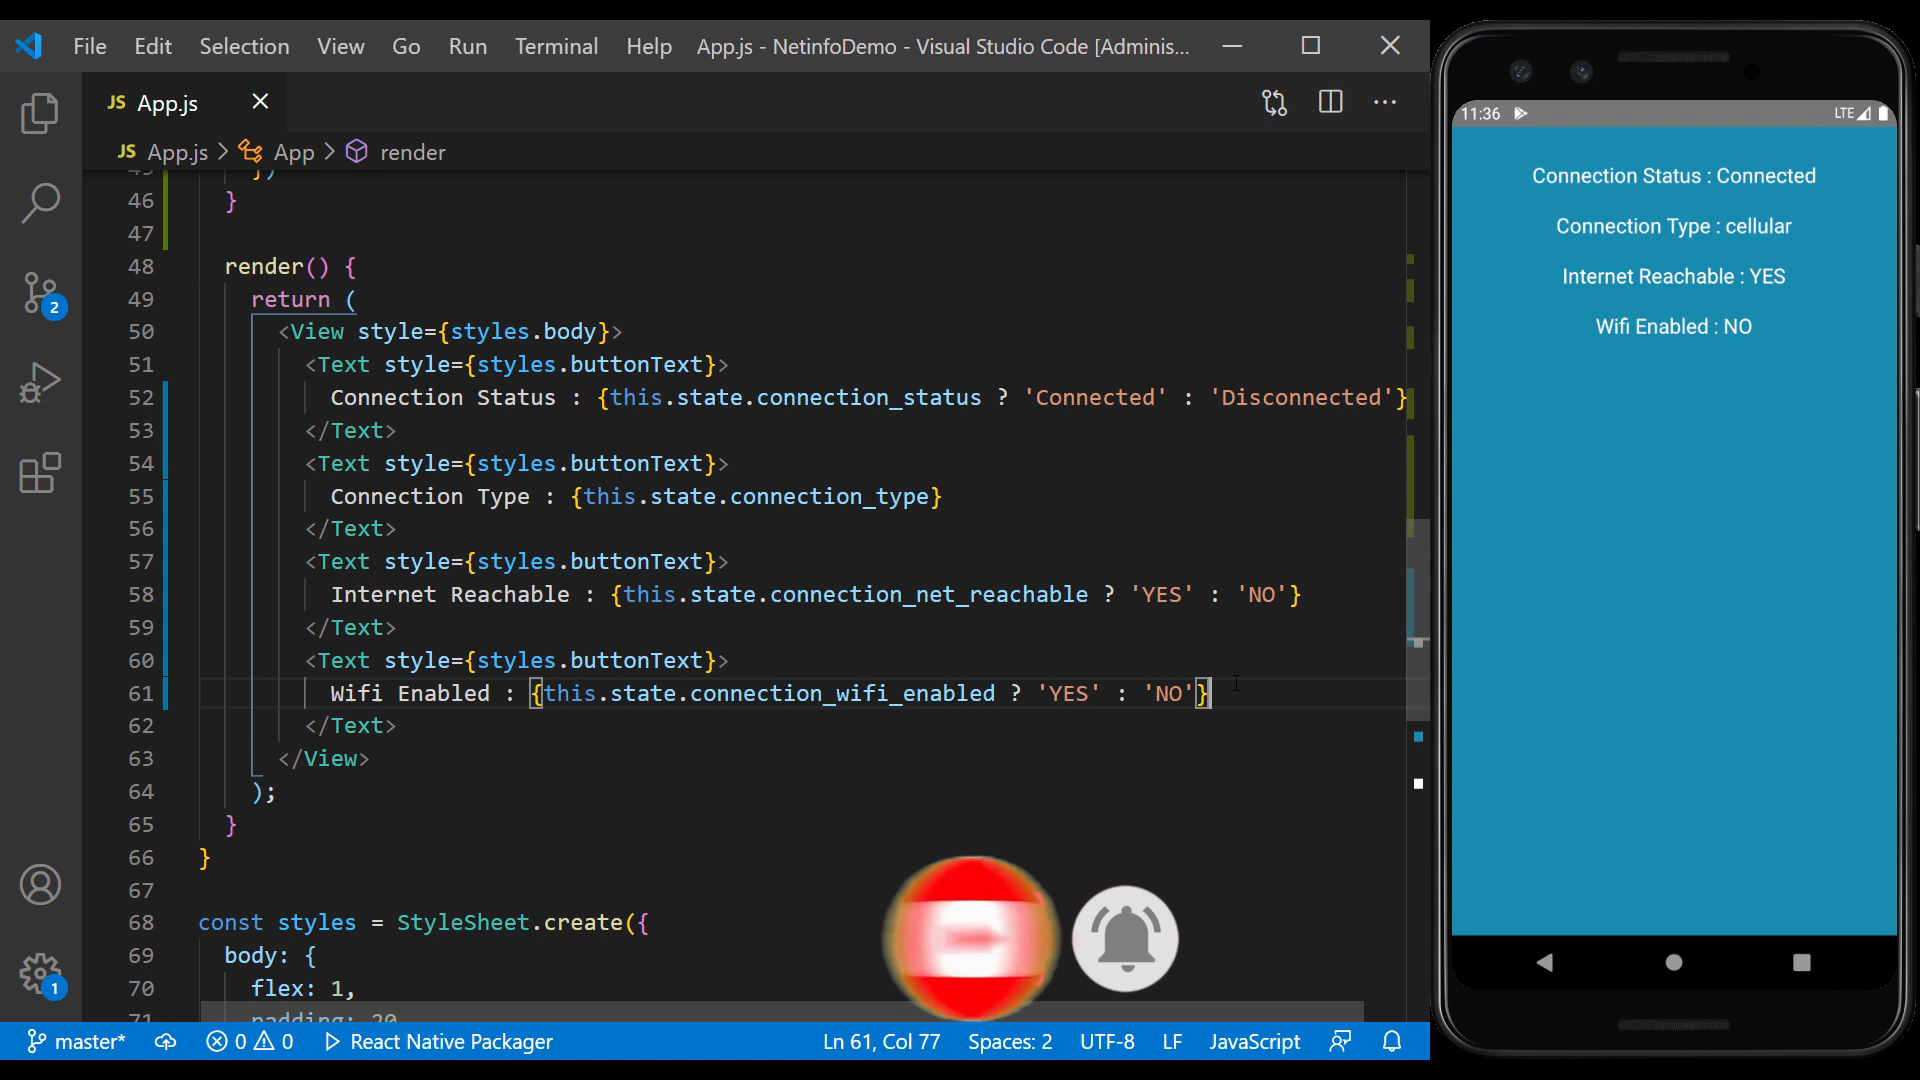 File Edit Selection View Go Run Terminal Help App.js - NetinfoDemo - Visual Studio Code [Adminis...
JS App.js
JS App.js > App > render
46 }
47
48 render() {
49 return (
50 <View style={styles.body}>
51 <Text style={styles.buttonText}>
52 Connection Status : {this.state.connection_status ? 'Connected' : 'Disconnected'}
53 </Text>
54 <Text style={styles.buttonText}>
55 Connection Type : {this.state.connection_type}
56 </Text>
57 <Text style={styles.buttonText}>
58 Internet Reachable : {this.state.connection_net_reachable ? 'YES' : 'NO'}
59 </Text>
60 <Text style={styles.buttonText}>
61 Wifi Enabled : {this.state.connection_wifi_enabled ? 'YES' : 'NO'}
62 </Text>
63 </View>
64 );
65 }
66 }
67
68 const styles = StyleSheet.create({
69 body: {
70 flex: 1,
71 padding: 20
2
1
master* 0 0 React Native Packager Ln 61, Col 77 Spaces: 2 UTF-8 LF JavaScript
11:36 LTE
Connection Status : Connected
Connection Type : cellular
Internet Reachable : YES
Wifi Enabled : NO